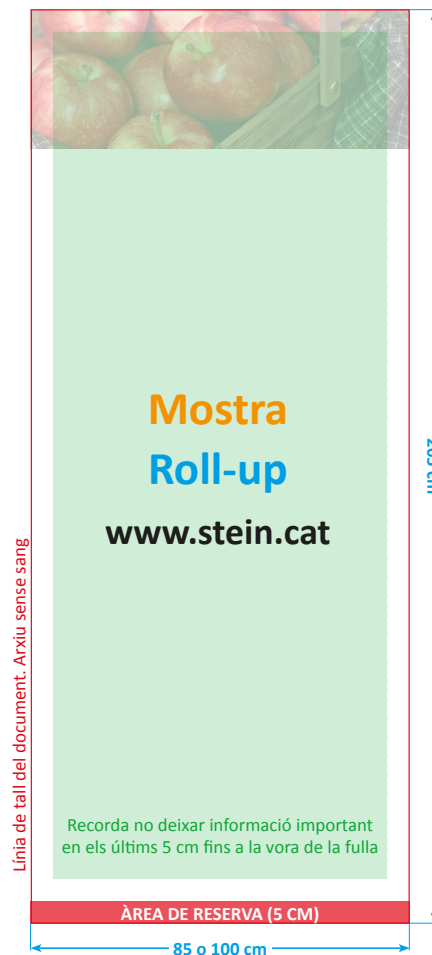 Mostra
Roll-up
www.stein.cat
Línia de tall del document. Arxiu sense sang
Recorda no deixar informació important
en els últims 5 cm fins a la vora de la fulla
ÀREA DE RESERVA (5 CM)
85 o 100 cm